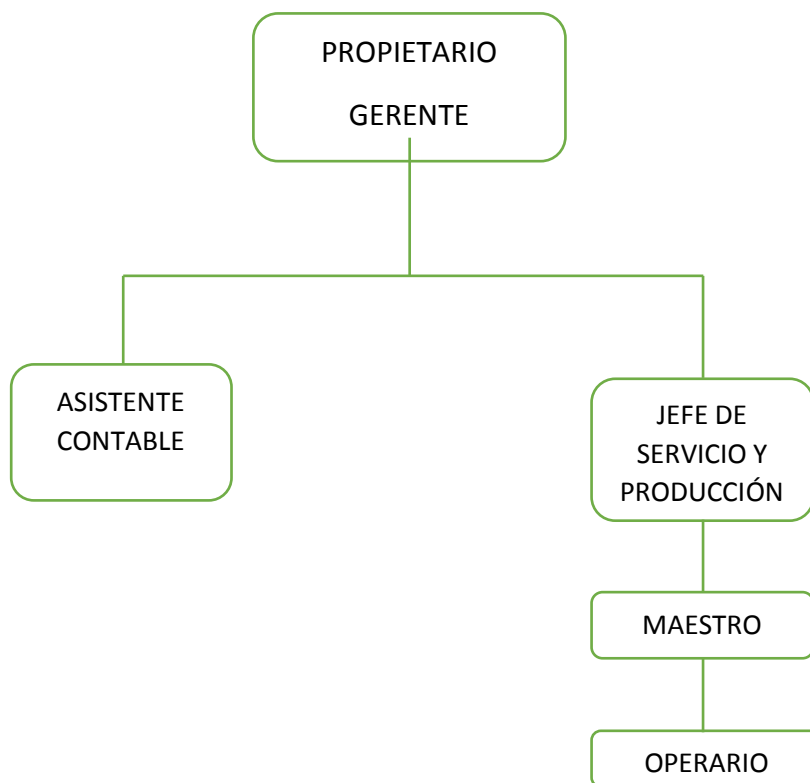 PROPIETARIO
GERENTE
ASISTENTE
CONTABLE
JEFE DE
SERVICIO Y
PRODUCCIÓN
MAESTRO
OPERARIO